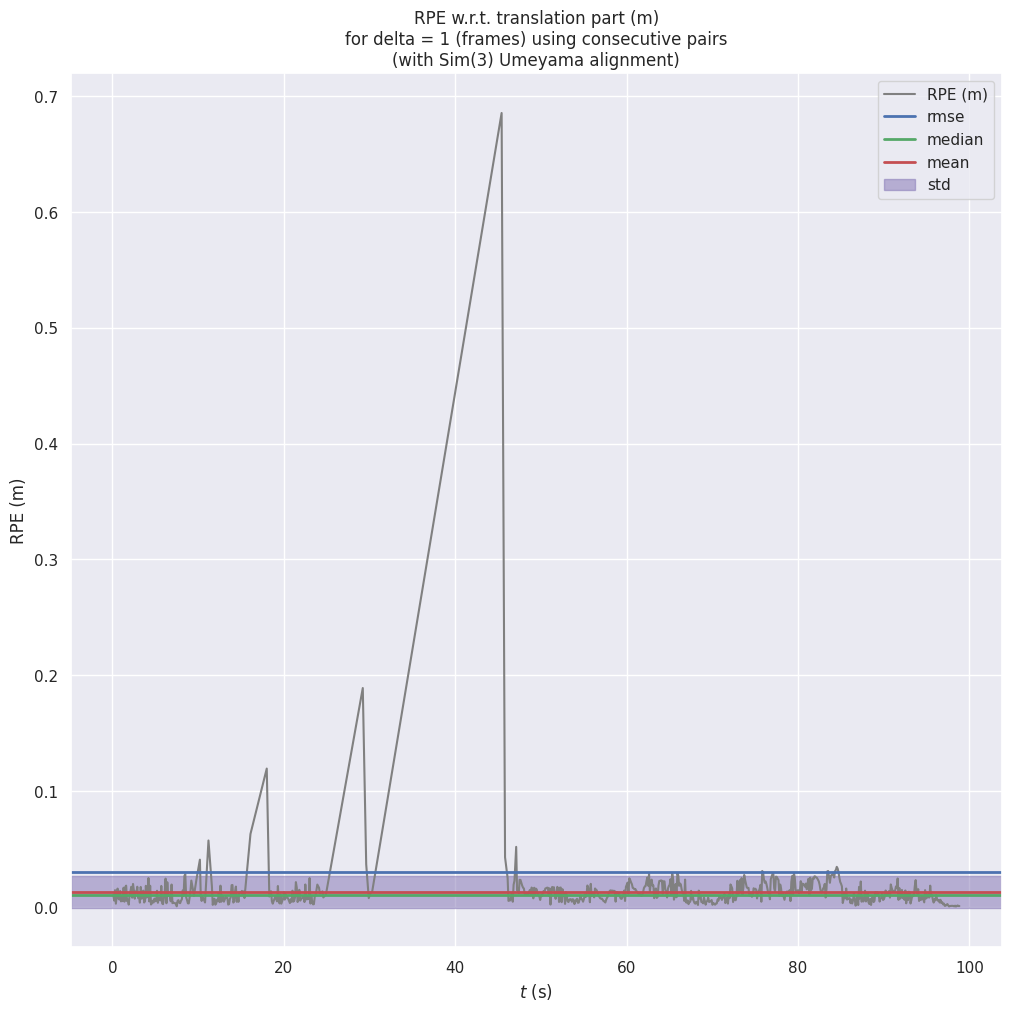 RPE w.r.t. translation part (m)
for delta = 1 (frames) using consecutive pairs
(with Sim(3) Umeyama alignment)
RPE (m)
rmse
median
mean
std
0.7
0.6
0.5
0.4
0.3
0.2
0.1
0.0
RPE (m)
0 20 40 60 80 100
t (s)